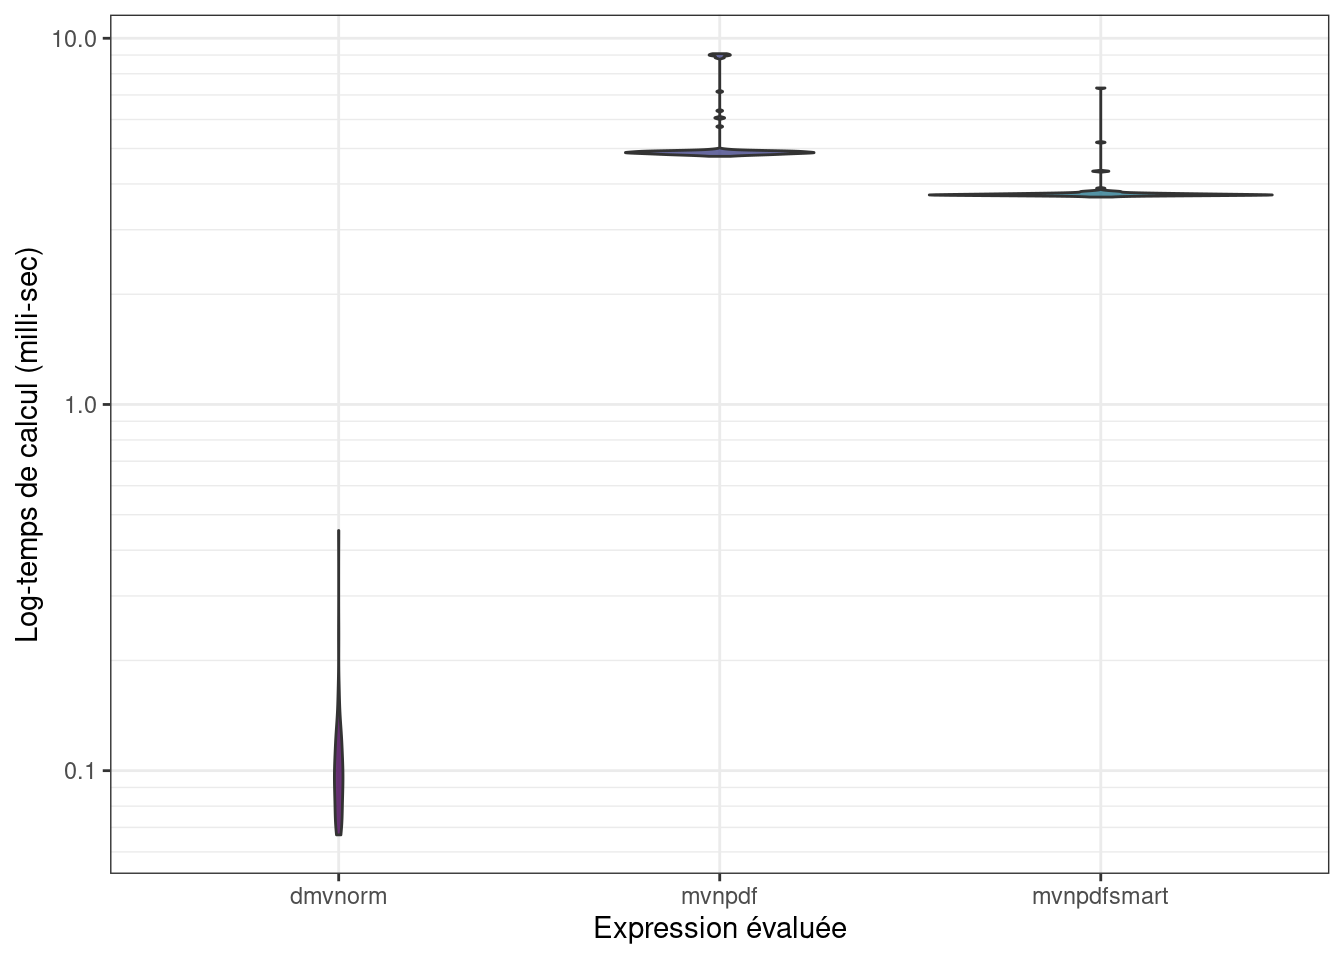 Log-temps de calcul (milli-sec)
10.0
1.0
0.1
dmvnorm mvnpdf mvnpdfsmart
Expression évaluée